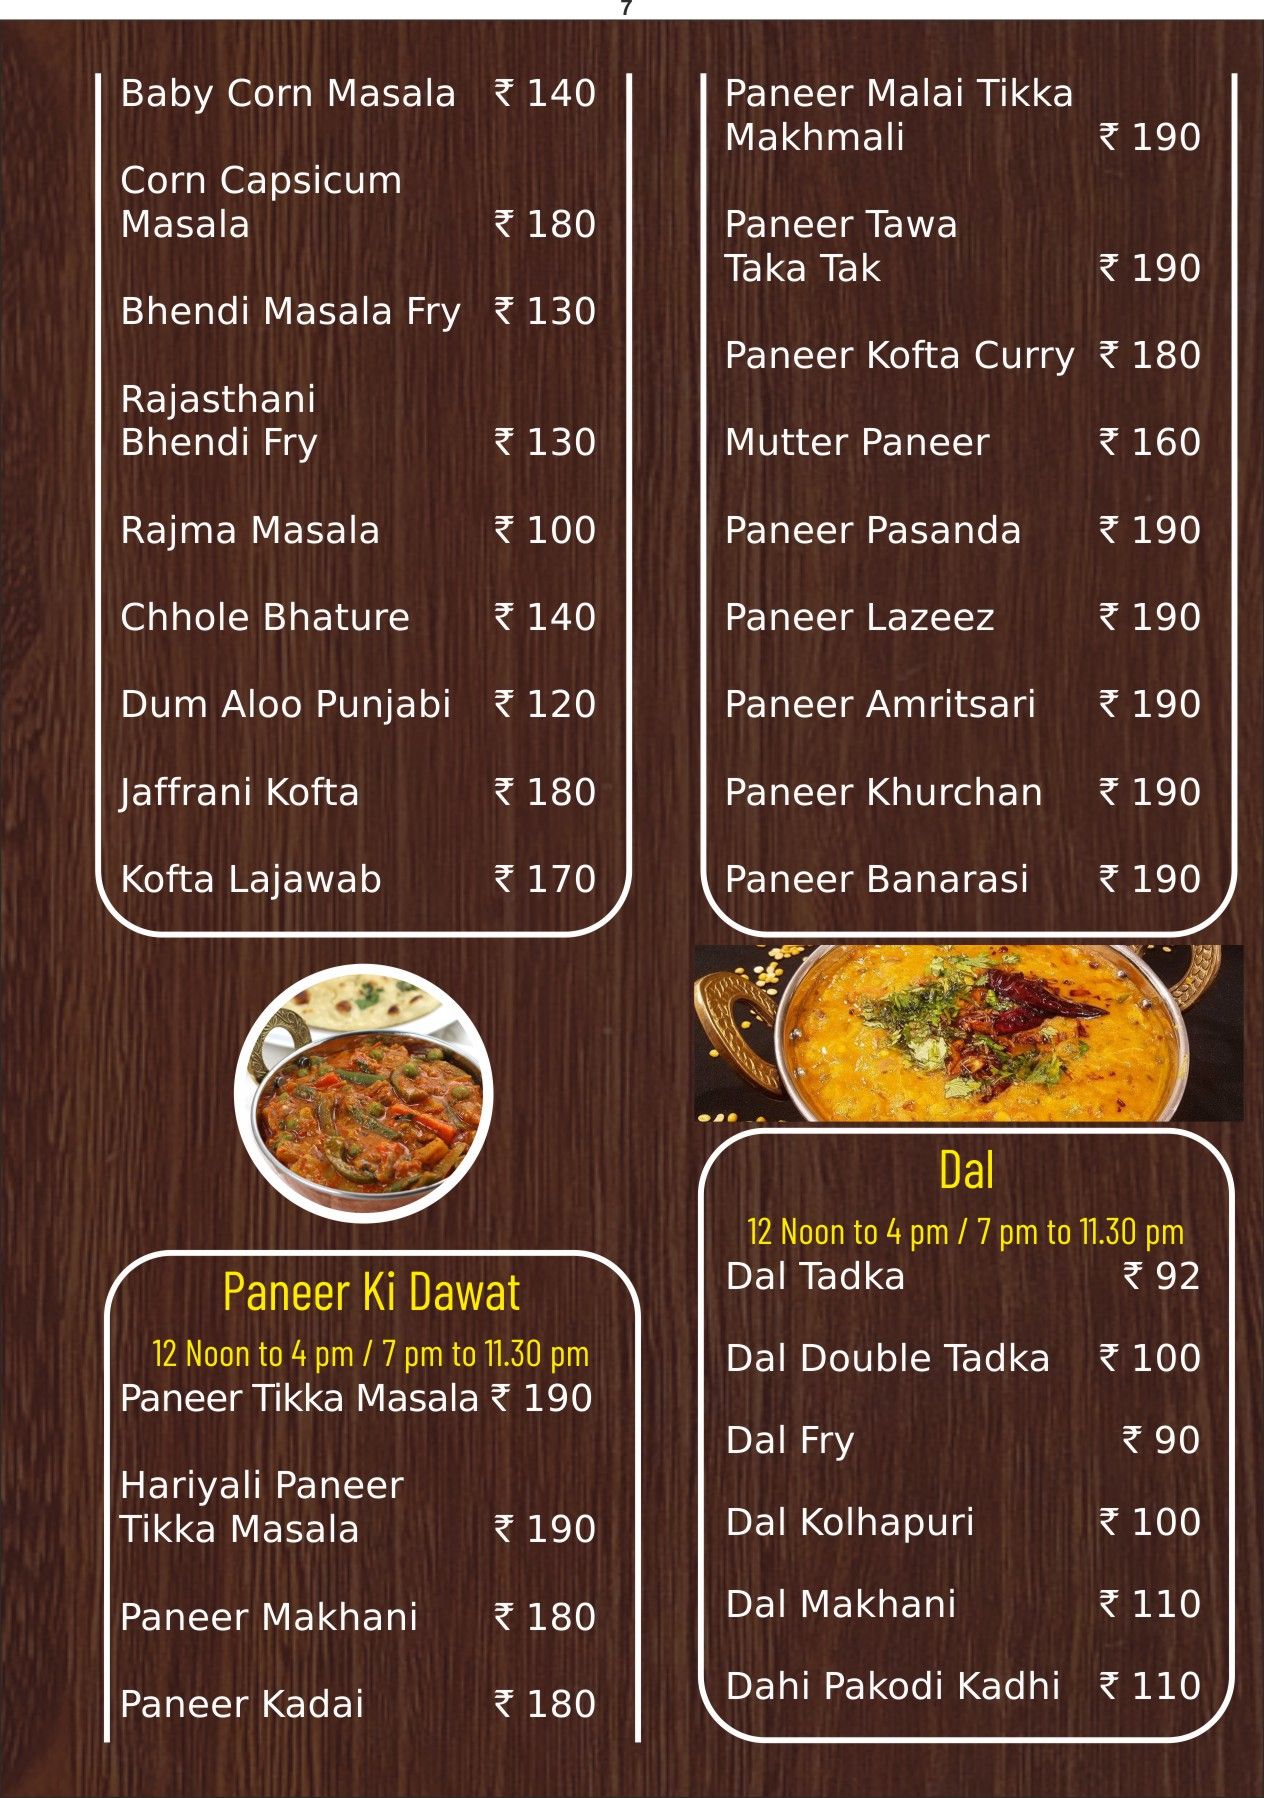 7
Baby Corn Masala ₹ 140
Corn Capsicum
Masala ₹ 180
Bhendi Masala Fry ₹ 130
Rajasthani
Bhendi Fry ₹ 130
Rajma Masala ₹ 100
Chhole Bhature ₹ 140
Dum Aloo Punjabi ₹ 120
Jaffrani Kofta ₹ 180
Kofta Lajawab ₹ 170
Paneer Ki Dawat
12 Noon to 4 pm / 7 pm to 11.30 pm
Paneer Tikka Masala ₹ 190
Hariyali Paneer
Tikka Masala ₹ 190
Paneer Makhani ₹ 180
Paneer Kadai ₹ 180
Paneer Malai Tikka
Makhmali ₹ 190
Paneer Tawa
Taka Tak ₹ 190
Paneer Kofta Curry ₹ 180
Mutter Paneer ₹ 160
Paneer Pasanda ₹ 190
Paneer Lazeez ₹ 190
Paneer Amritsari ₹ 190
Paneer Khurchan ₹ 190
Paneer Banarasi ₹ 190
Dal
12 Noon to 4 pm / 7 pm to 11.30 pm
Dal Tadka ₹ 92
Dal Double Tadka ₹ 100
Dal Fry ₹ 90
Dal Kolhapuri ₹ 100
Dal Makhani ₹ 110
Dahi Pakodi Kadhi ₹ 110